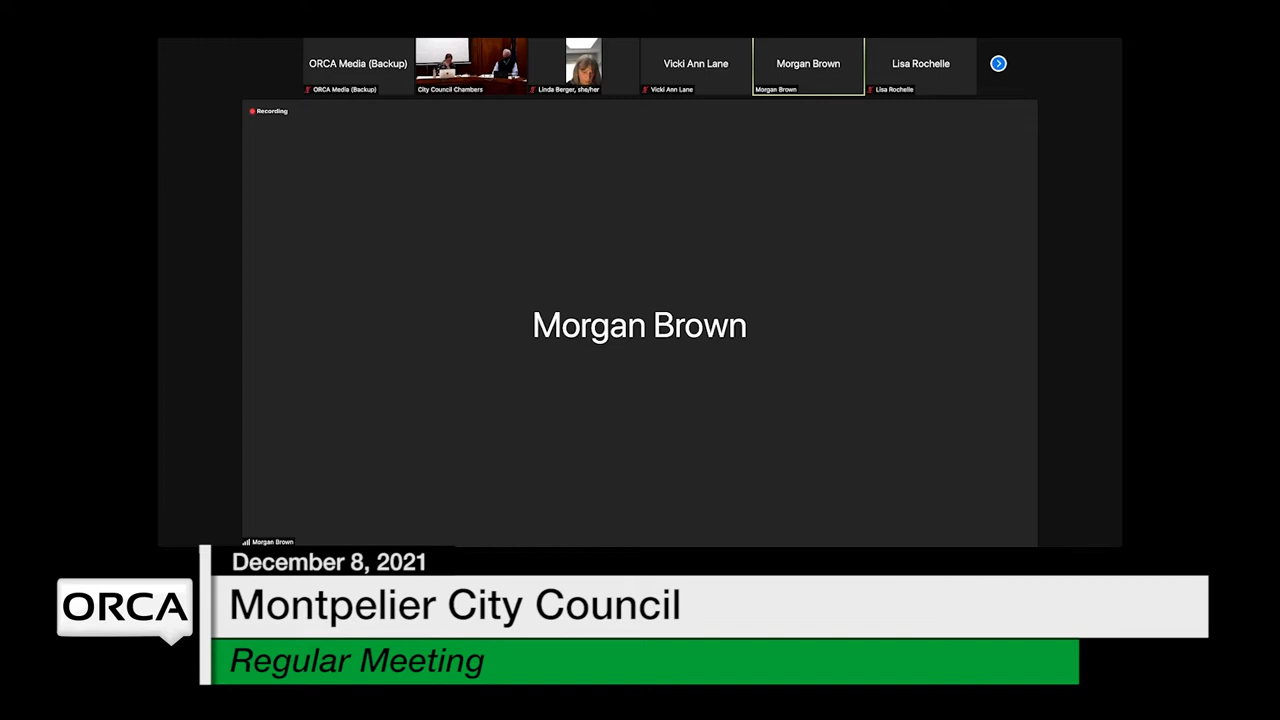 ORCA Media (Backup)
Vicki Ann Lane
Morgan Brown
Lisa Rochelle
ORCA Media (Backup)
City Council Chambers
Linda Berger, she/her
Vicki Ann Lane
Morgan Brown
Lisa Rochelle
Recording
Morgan Brown
Morgan Brown
December 8, 2021
ORCA
Montpelier City Council
Regular Meeting